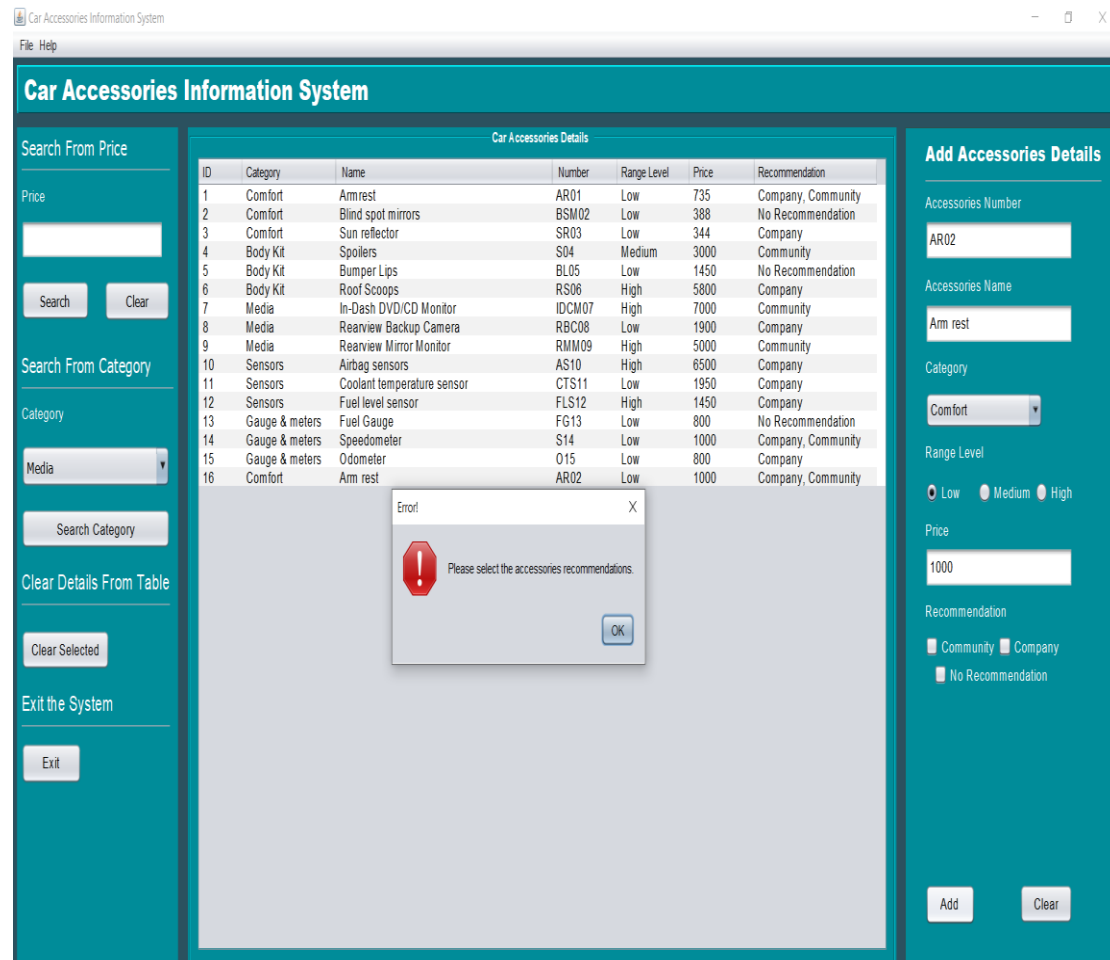 Car Accessories Information System
File Help
Car Accessories Information System
Search From Price
Price
Search Clear
Search From Category
Category
Media
Search Category
Clear Details From Table
Clear Selected
Exit the System
Exit
Car Accessories Details
ID Category Name Number Range Level Price Recommendation
1 Comfort Armrest AR01 Low 735 Company, Community
2 Comfort Blind spot mirrors BSM02 Low 388 No Recommendation
3 Comfort Sun reflector SR03 Low 344 Company
4 Body Kit Spoilers S04 Medium 3000 Community
5 Body Kit Bumper Lips BL05 Low 1450 No Recommendation
6 Body Kit Roof Scoops RS06 High 5800 Company
7 Media In-Dash DVD/CD Monitor IDCM07 High 7000 Community
8 Media Rearview Backup Camera RBC08 Low 1900 Company
9 Media Rearview Mirror Monitor RMM09 High 5000 Community
10 Sensors Airbag sensors AS10 High 6500 Company
11 Sensors Coolant temperature sensor CTS11 Low 1950 Company
12 Sensors Fuel level sensor FLS12 High 1450 Company
13 Gauge & meters Fuel Gauge FG13 Low 800 No Recommendation
14 Gauge & meters Speedometer S14 Low 1000 Company, Community
15 Gauge & meters Odometer O15 Low 800 Company
16 Comfort Arm rest AR02 Low 1000 Company, Community
Error! X
Please select the accessories recommendations.
OK
Add Accessories Details
Accessories Number
AR02
Accessories Name
Arm rest
Category
Comfort
Range Level
Low Medium High
Price
1000
Recommendation
Community Company
No Recommendation
Add Clear